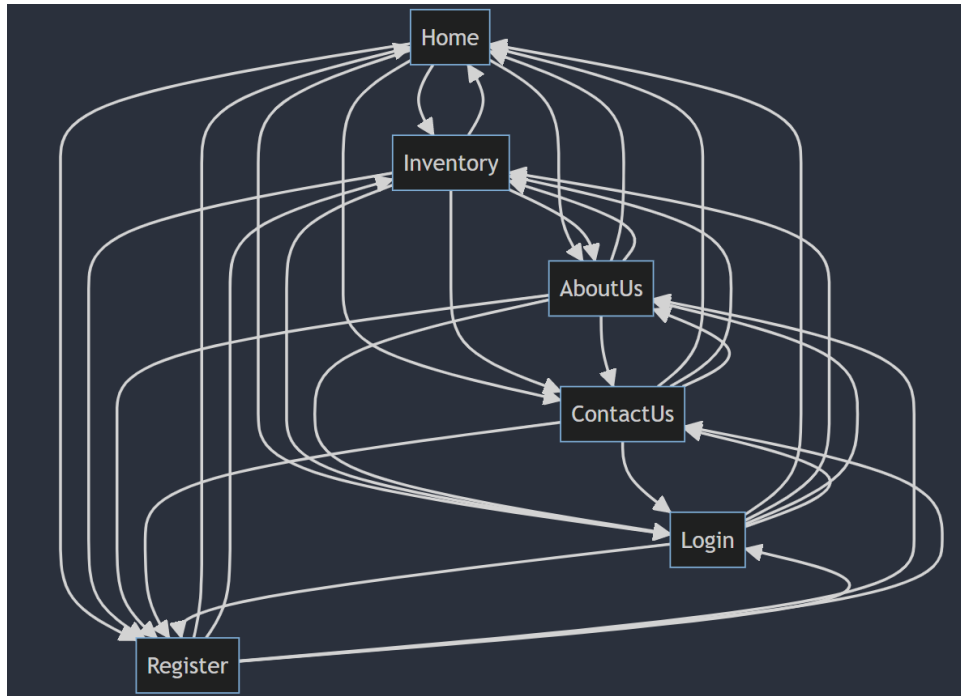 Home
Inventory
AboutUs
ContactUs
Login
Register